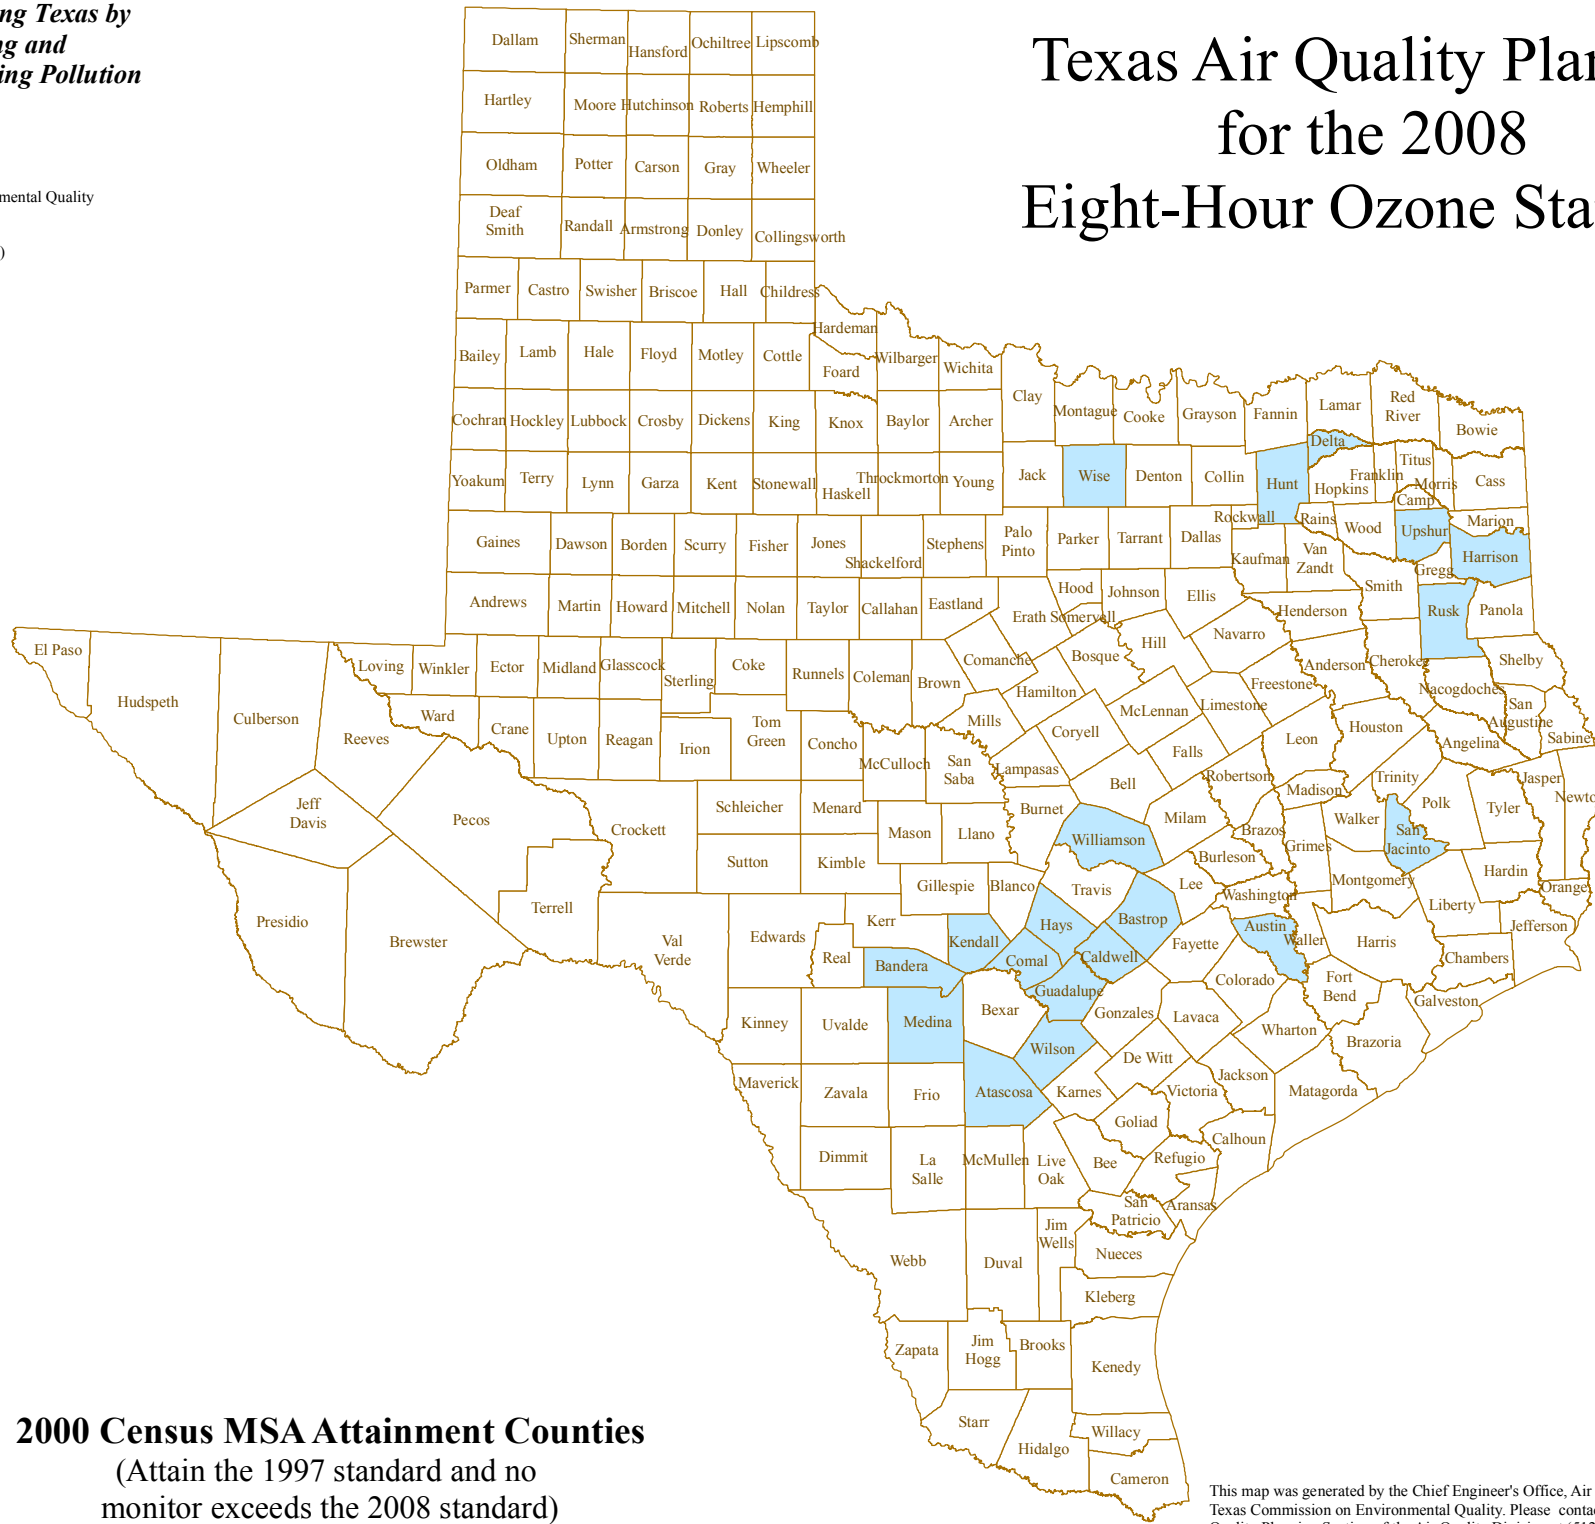 ng Texas by
ng and
ing Pollution
mental Quality
)
Texas Air Quality Plan
for the 2008
Eight-Hour Ozone Sta
Dallam
Sherman
Hansford
Ochiltree
Lipscomb
Hartley
Moore
Hutchinson
Roberts
Hemphill
Oldham
Potter
Carson
Gray
Wheeler
Deaf
Smith
Randall
Armstrong
Donley
Collingsworth
Parmer
Castro
Swisher
Briscoe
Hall
Childress
Hardeman
Bailey
Lamb
Hale
Floyd
Motley
Cottle
Foard
Wilbarger
Wichita
Clay
Montague
Cooke
Grayson
Fannin
Lamar
Red
River
Bowie
Cochran
Hockley
Lubbock
Crosby
Dickens
King
Knox
Baylor
Archer
Delta
Yoakum
Terry
Lynn
Garza
Kent
Stonewall
Haskell
Throckmorton
Young
Jack
Wise
Denton
Collin
Hunt
Hopkins
Franklin
Titus
Morris
Camp
Cass
Gaines
Dawson
Borden
Scurry
Fisher
Jones
Shackelford
Stephens
Palo
Pinto
Parker
Tarrant
Dallas
Rockwall
Kaufman
Rains
Wood
Van
Zandt
Upshur
Marion
Harrison
Gregg
Smith
Andrews
Martin
Howard
Mitchell
Nolan
Taylor
Callahan
Eastland
Erath
Hood
Somervell
Johnson
Ellis
Henderson
Rusk
Panola
El Paso
Hudspeth
Culberson
Reeves
Loving
Winkler
Ector
Midland
Glasscock
Sterling
Coke
Runnels
Coleman
Brown
Comanche
Hamilton
Bosque
Hill
Navarro
Freestone
Anderson
Cherokee
Nacogdoches
Shelby
San
Augustine
Sabine
Ward
Crane
Upton
Reagan
Irion
Tom
Green
Concho
McCulloch
San
Saba
Mills
Lampasas
Coryell
McLennan
Limestone
Falls
Leon
Houston
Angelina
Jeff
Davis
Pecos
Crockett
Schleicher
Menard
Mason
Llano
Burnet
Bell
Milam
Robertson
Madison
Brazos
Grimes
Walker
Trinity
Polk
San
Jacinto
Tyler
Jasper
Newto
Sutton
Kimble
Gillespie
Blanco
Williamson
Travis
Lee
Burleson
Washington
Montgomery
Liberty
Hardin
Orange
Presidio
Brewster
Terrell
Val
Verde
Edwards
Kerr
Real
Bandera
Kendall
Hays
Comal
Caldwell
Bastrop
Fayette
Austin
Waller
Harris
Chambers
Jefferson
Kinney
Uvalde
Medina
Bexar
Guadalupe
Gonzales
Lavaca
Colorado
Wharton
Fort
Bend
Brazoria
Galveston
Maverick
Zavala
Frio
Atascosa
Wilson
Karnes
De Witt
Victoria
Jackson
Matagorda
Dimmit
La
Salle
McMullen
Live
Oak
Bee
Goliad
Refugio
Calhoun
Aransas
San
Patricio
Webb
Duval
Jim
Wells
Nueces
Kleberg
Zapata
Jim
Hogg
Brooks
Kenedy
Starr
Hidalgo
Willacy
Cameron
2000 Census MSA Attainment Counties
(Attain the 1997 standard and no
monitor exceeds the 2008 standard)
This map was generated by the Chief Engineer's Office, Air
Texas Commission on Environmental Quality. Please conta